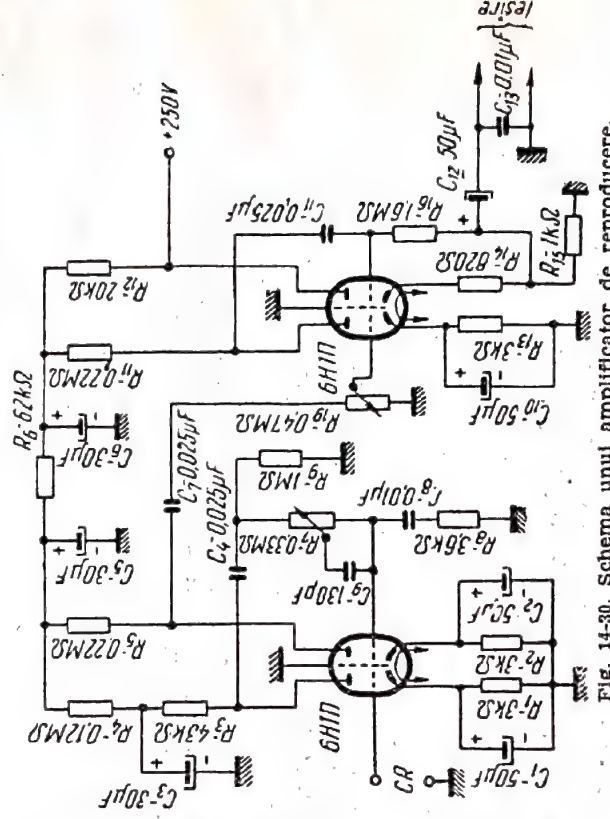 R4-0,12MΩ
C3-30µF
R3-43kΩ
R5-0,22MΩ
C5-30µF
R6-62kΩ
C6-30µF
R11-0,22MΩ
R12-20kΩ
+250V
C7-0,025µF
C4-0,025µF
R9-1MΩ
R7-0,33MΩ
C9-130pF
C8-0,01µF
R8-36kΩ
6Н1П
CR
C1-50µF
R1-3kΩ
R2-3kΩ
C2-50µF
R19-0,47MΩ
6Н1П
C11-0,025µF
R16-1,6MΩ
C12 50µF
C13-0,01µF
Iesire
R14-820Ω
R15-1kΩ
R13-3kΩ
C10-50µF
Fig. 14-30. Schema unui amplificator de reproducere.